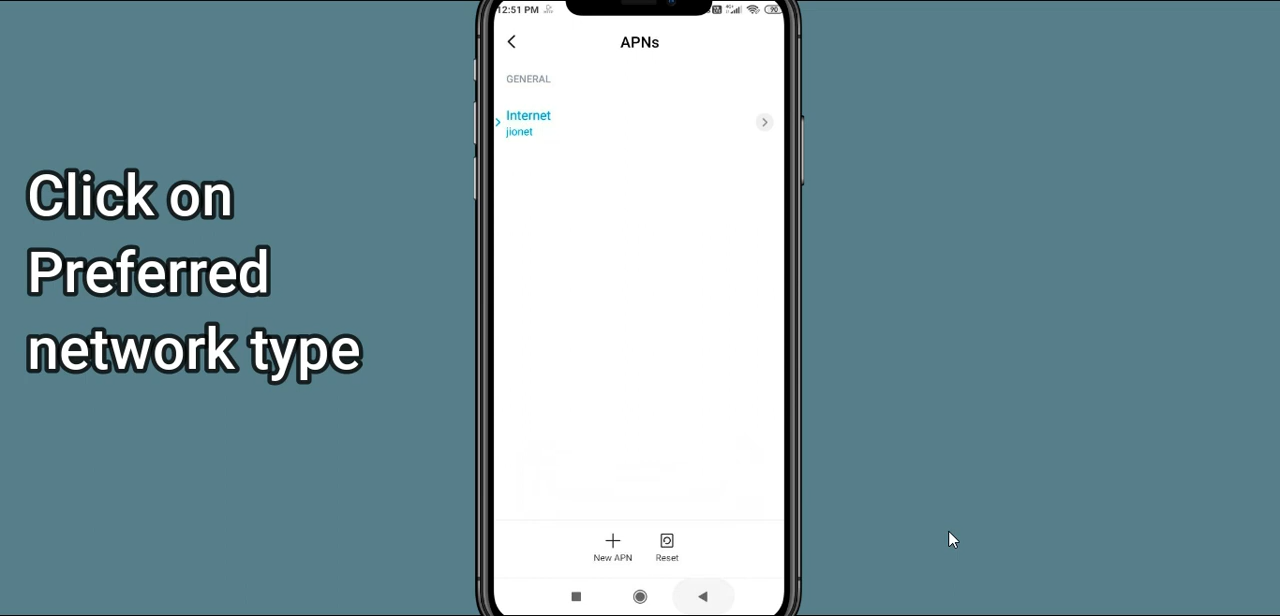 12:51 PM
APNs
GENERAL
Internet
jionet
Click on
Preferred
network type
New APN
Reset